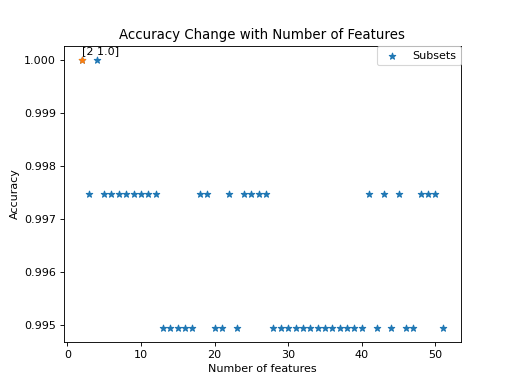 Accuracy Change with Number of Features
[2 1.0]
Subsets
1.000
0.999
0.998
0.997
0.996
0.995
Accuracy
0 10 20 30 40 50
Number of features